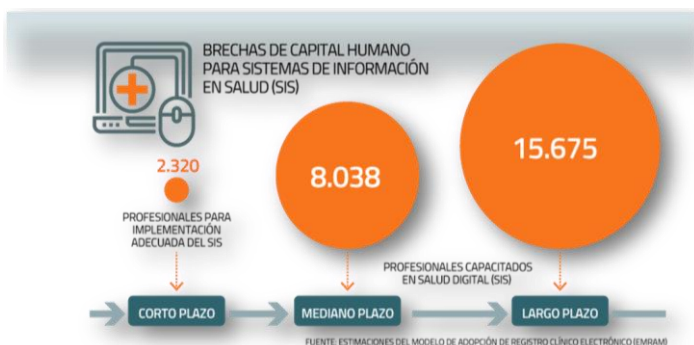 BRECHAS DE CAPITAL HUMANO
PARA SISTEMAS DE INFORMACIÓN
EN SALUD (SIS)
2.320
8.038
15.675
PROFESIONALES PARA
IMPLEMENTACIÓN
ADECUADA DEL SIS
PROFESIONALES CAPACITADOS
EN SALUD DIGITAL (SIS)
CORTO PLAZO
MEDIANO PLAZO
LARGO PLAZO
FUENTE: ESTIMACIONES DEL MODELO DE ADOPCIÓN DE REGISTRO CLÍNICO ELECTRÓNICO (EMRAM)